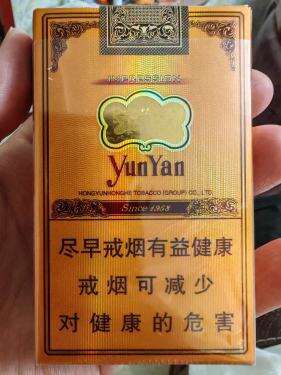 IMPRESSION
YunYan
HONGYUNHONGHE TOBACCO (GROUP) CO., LTD.
Since 1958
尽早戒烟有益健康
戒烟可减少
对健康的危害